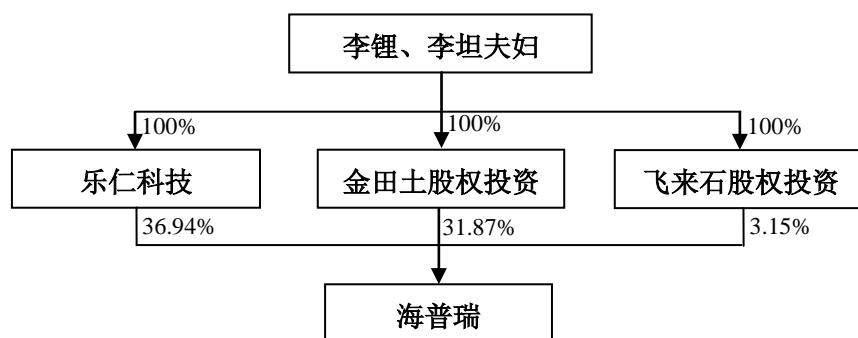 李锂、李坦夫妇
100%
100%
100%
乐仁科技
金田土股权投资
飞来石股权投资
36.94%
31.87%
3.15%
海普瑞